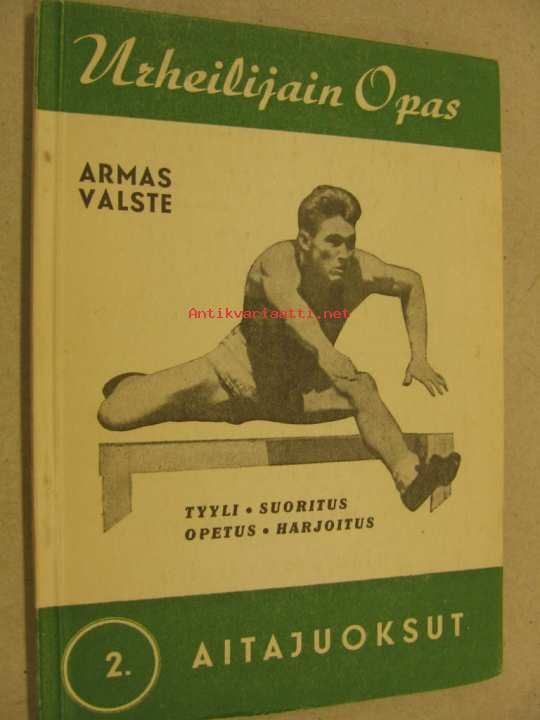 Urheilijain Opas
ARMAS
VALSTE
Antikvariaatti.net
TYYLI • SUORITUS
OPETUS • HARJOITUS
2.
AITAJUOKSUT